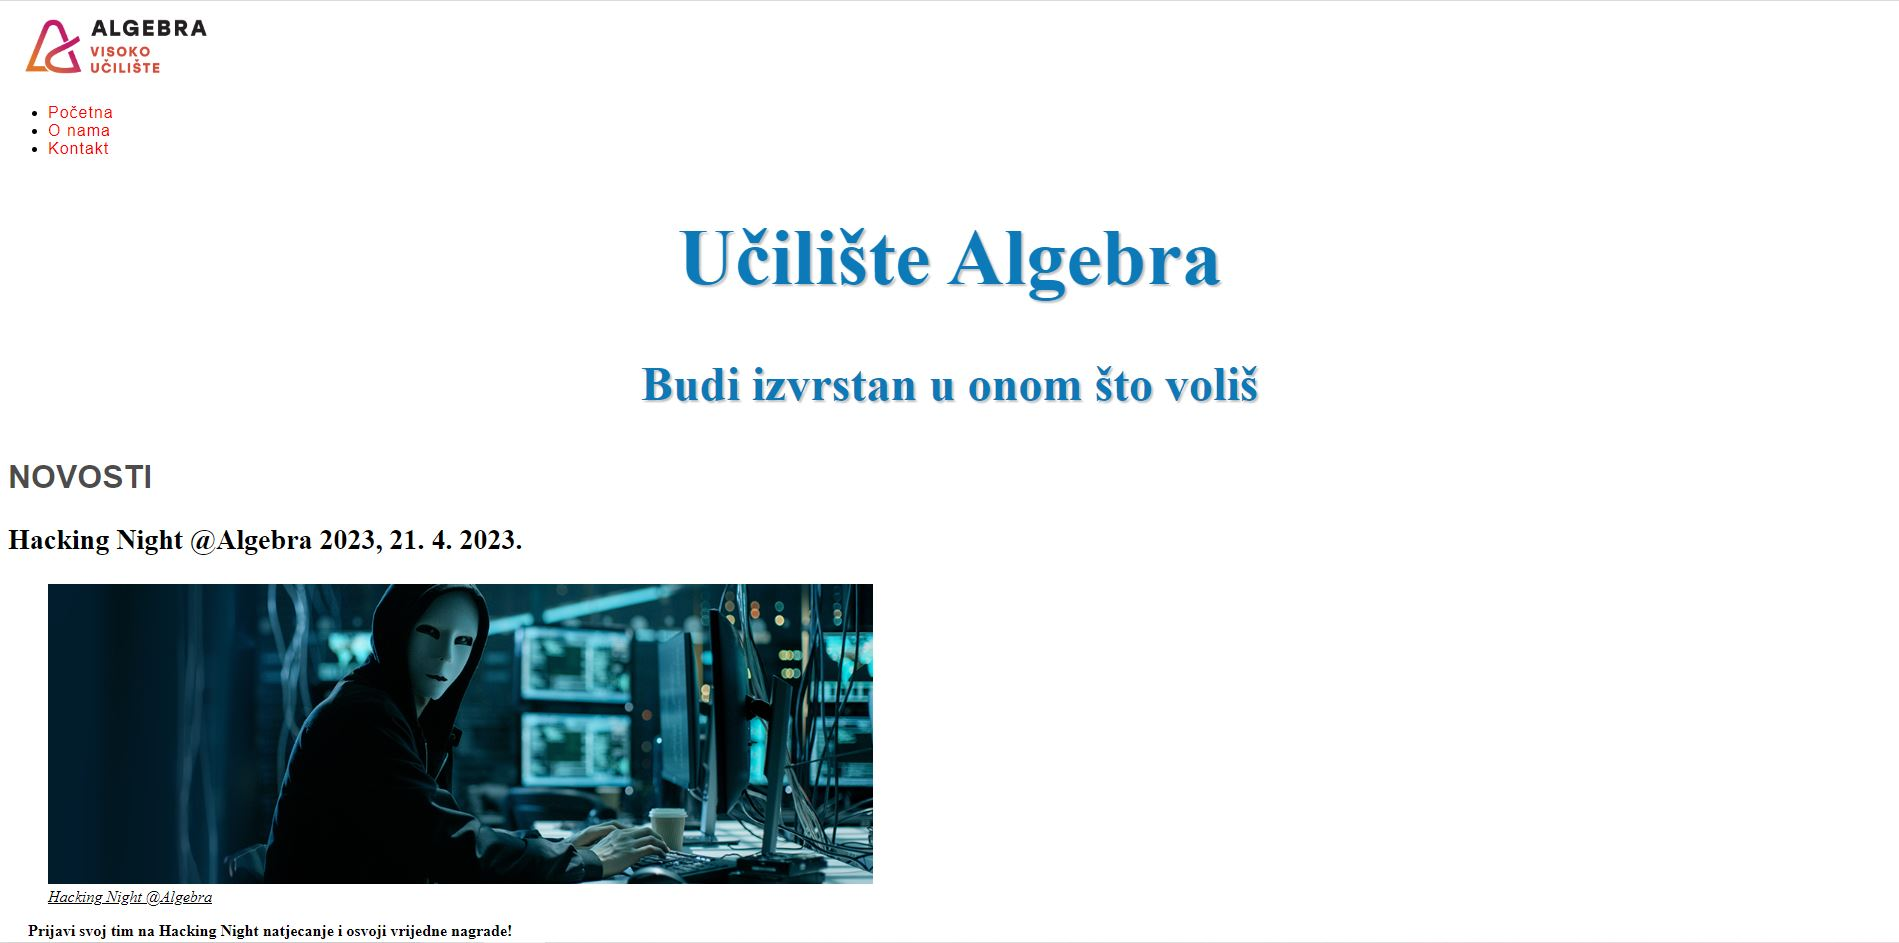 ALGEBRA
VISOKO
UČILIŠTE
Početna
O nama
Kontakt
Učilište Algebra
Budi izvrstan u onom što voliš
NOVOSTI
Hacking Night @Algebra 2023, 21. 4. 2023.
Hacking Night @Algebra
Prijavi svoj tim na Hacking Night natjecanje i osvoji vrijedne nagrade!